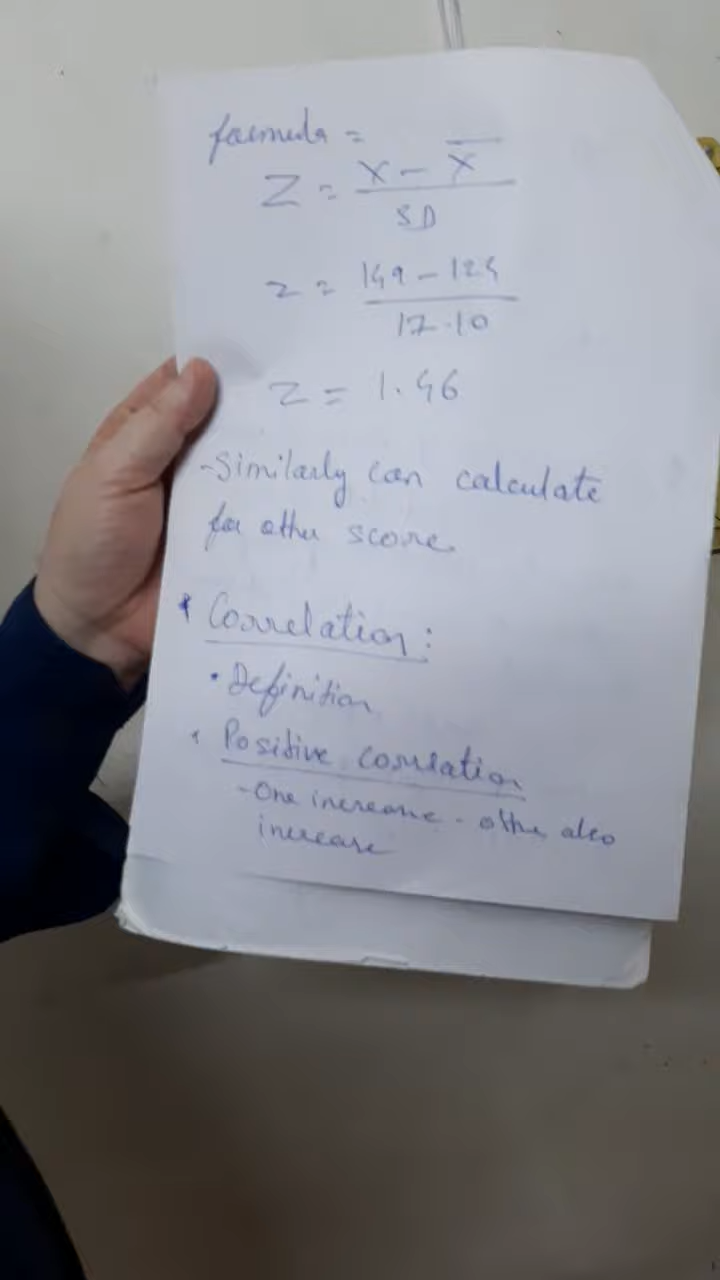 formula =
Z = X - X̄ / SD
z = 149 - 124 / 17.10
Z = 1.46
- Similarly can calculate
for other score.
* Correlation:
• Definition
• Positive correlation
- One increase - other also
increase